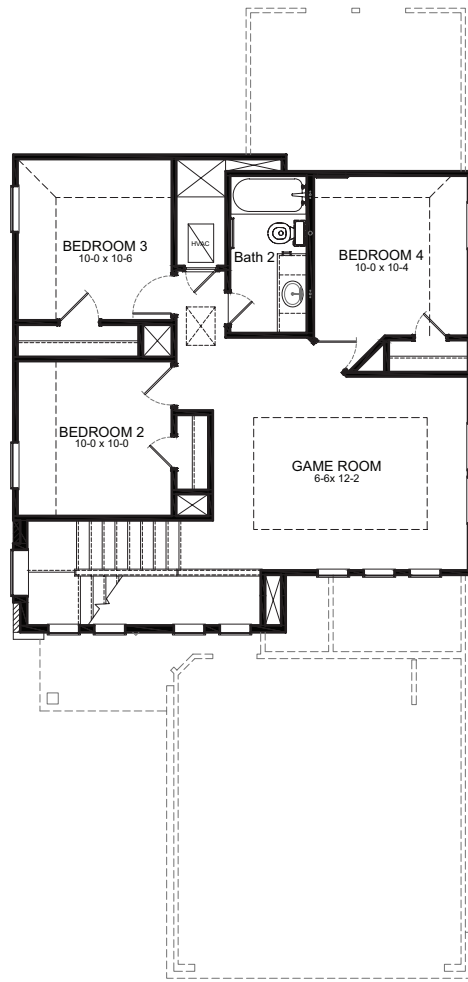 HVAC
BEDROOM 3
10-0 x 10-6
Bath 2
BEDROOM 4
10-0 x 10-4
BEDROOM 2
10-0 x 10-0
GAME ROOM
6-6x 12-2